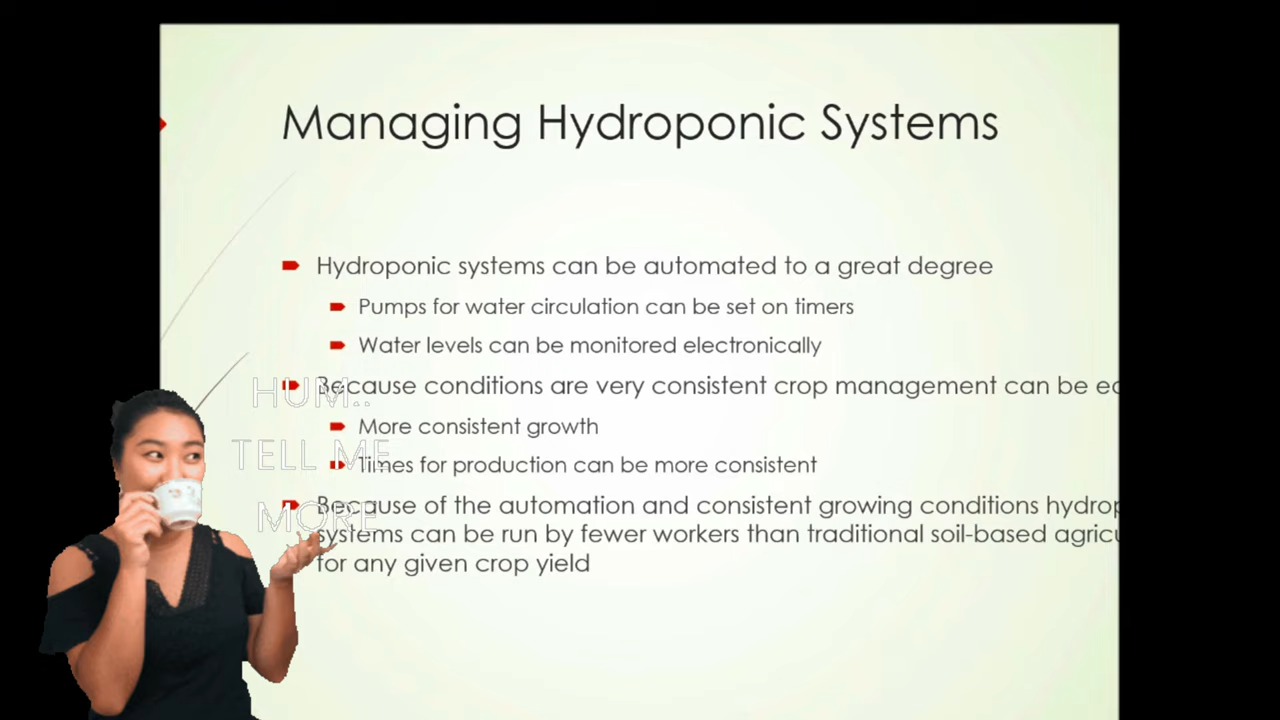 Managing Hydroponic Systems
Hydroponic systems can be automated to a great degree
Pumps for water circulation can be set on timers
Water levels can be monitored electronically
Because conditions are very consistent crop management can be
More consistent growth
Times for production can be more consistent
Because of the automation and consistent growing conditions
systems can be run by fewer workers than traditional soil-based
for any given crop yield
HUM..
TELL ME
MORE